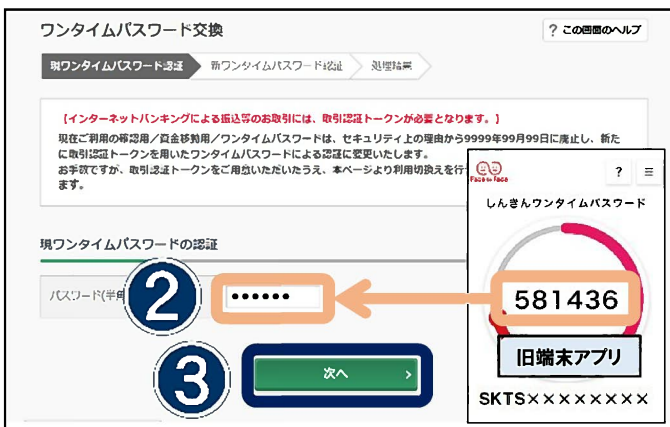 ワンタイムパスワード交換
? この画面のヘルプ
現ワンタイムパスワード認証
新ワンタイムパスワード認証
処理結果
【インターネットバンキングによる振込等のお取引には、取引認証トークンが必要となります。】
現在ご利用の確認用/資金移動用/ワンタイムパスワードは、セキュリティ上の理由から9999年99月99日に廃止し、新た
に取引認証トークンを用いたワンタイムパスワードによる認証に変更いたします。
お手数ですが、取引認証トークンをご用意いただいたうえ、本ページより利用切換えを行
ます。
Face to Face
?
しんきんワンタイムパスワード
現ワンタイムパスワードの認証
パスワード(半角
2
581436
旧端末アプリ
3
次へ
SKTS××××××××